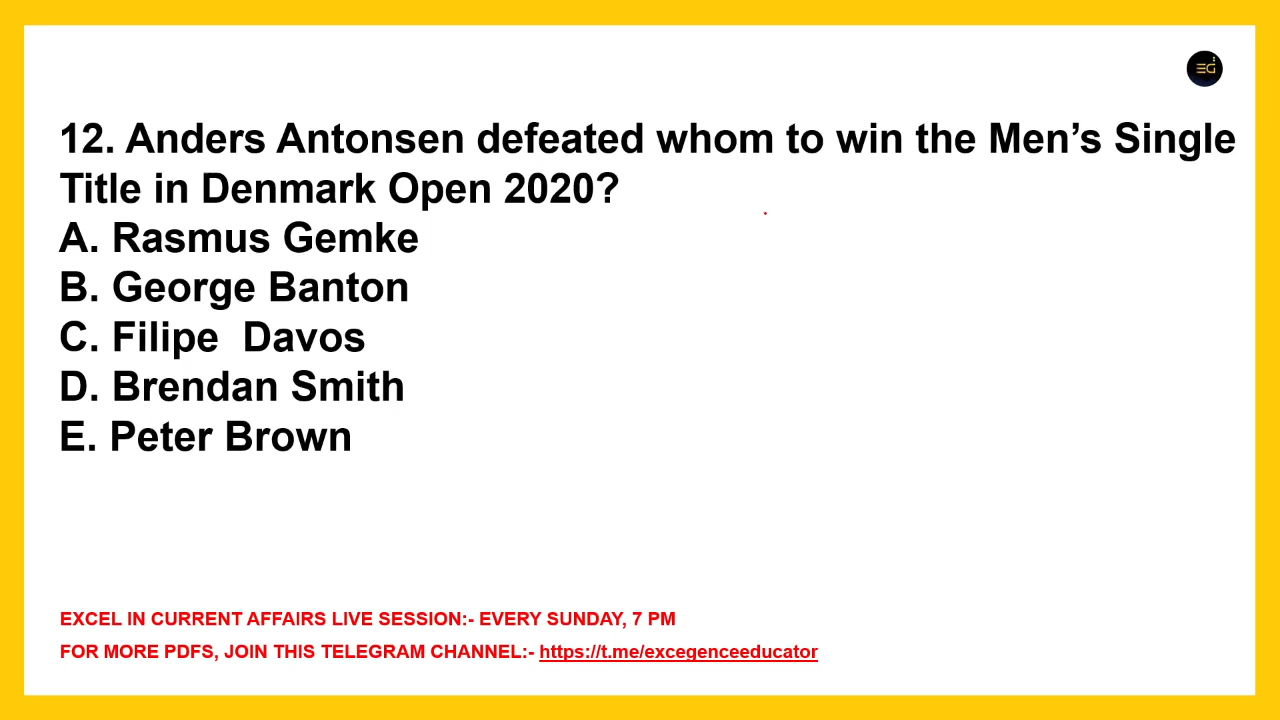 EG
12. Anders Antonsen defeated whom to win the Men’s Single
Title in Denmark Open 2020?
A. Rasmus Gemke
B. George Banton
C. Filipe  Davos
D. Brendan Smith
E. Peter Brown
EXCEL IN CURRENT AFFAIRS LIVE SESSION:- EVERY SUNDAY, 7 PM
FOR MORE PDFS, JOIN THIS TELEGRAM CHANNEL:- https://t.me/excegenceeducator